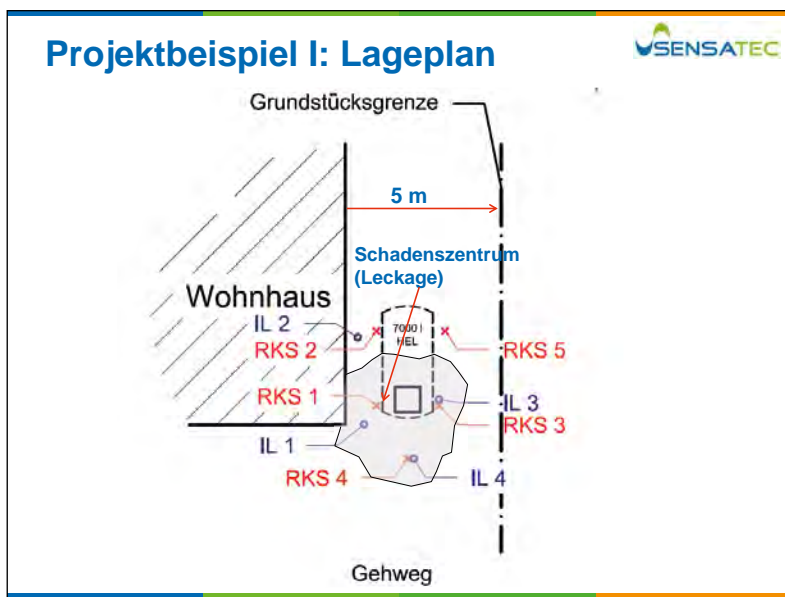 Projektbeispiel I: Lageplan
SENSATEC
Grundstücksgrenze
5 m
Schadenszentrum
(Leckage)
Wohnhaus
IL 2
7000 l
HEL
RKS 2
RKS 5
RKS 1
IL 3
RKS 3
IL 1
RKS 4
IL 4
Gehweg